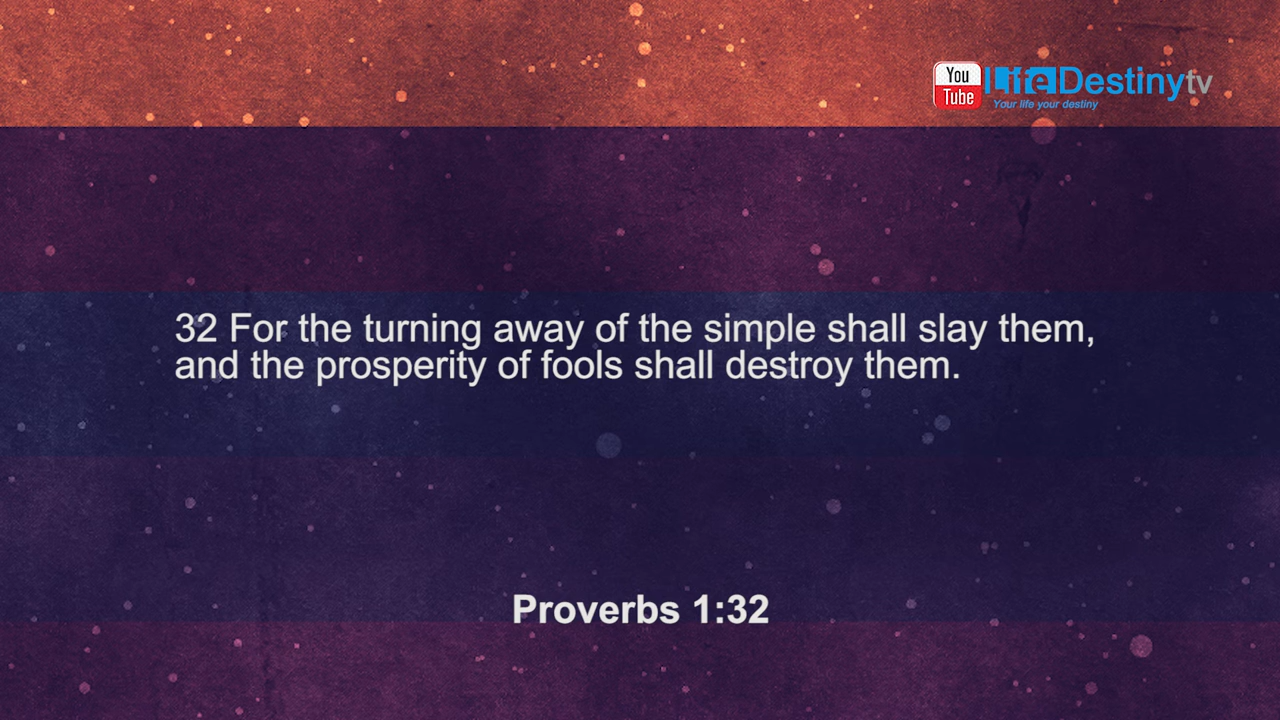 You
Tube
LifeDestinytv
Your life your destiny
32 For the turning away of the simple shall slay them,
and the prosperity of fools shall destroy them.
Proverbs 1:32